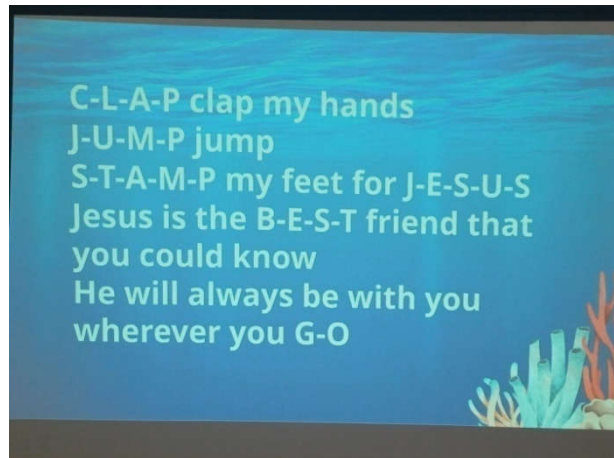 C-L-A-P clap my hands
J-U-M-P jump
S-T-A-M-P my feet for J-E-S-U-S
Jesus is the B-E-S-T friend that
you could know
He will always be with you
wherever you G-O